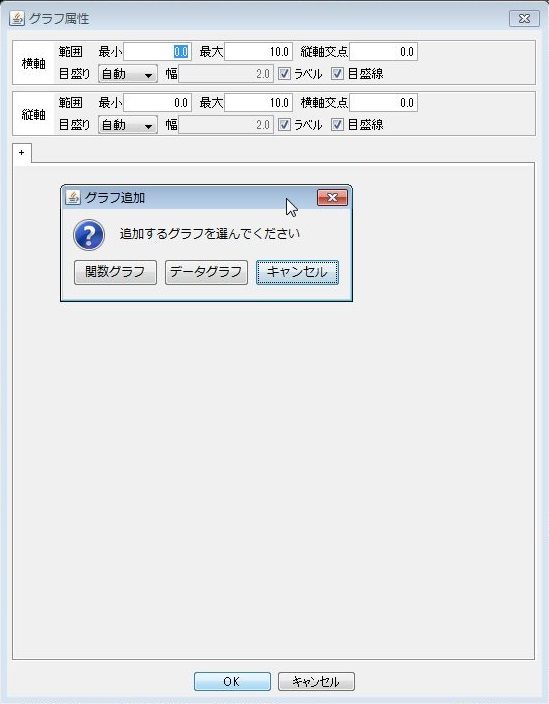 グラフ属性
横軸 範囲 最小 0.0 最大 10.0 縦軸交点 0.0
目盛り 自動 幅 2.0 ラベル 目盛線
縦軸 範囲 最小 0.0 最大 10.0 横軸交点 0.0
目盛り 自動 幅 2.0 ラベル 目盛線
+
グラフ追加
追加するグラフを選んでください
関数グラフ データグラフ キャンセル
OK キャンセル